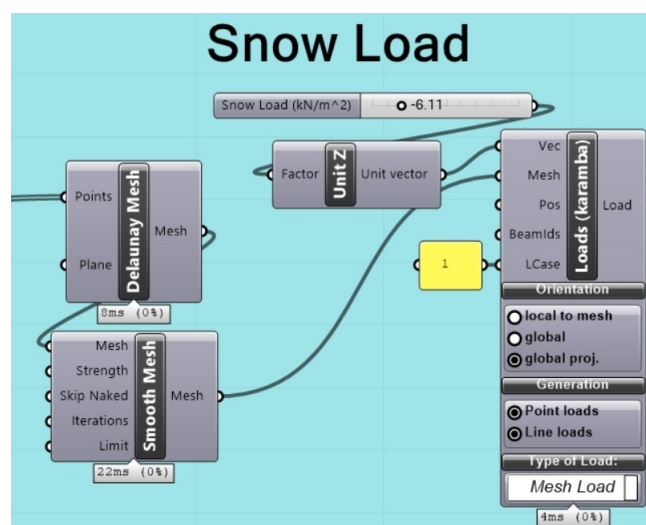 Snow Load
Snow Load (kN/m^2)
-6.11
Factor
Unit Z
Unit vector
Points
Plane
Delaunay Mesh
Mesh
8ms (0%)
Mesh
Strength
Skip Naked
Iterations
Limit
Smooth Mesh
Mesh
22ms (0%)
1
Vec
Mesh
Pos
BeamIds
LCase
Loads (karamba)
Load
Orientation
local to mesh
global
global proj.
Generation
Point loads
Line loads
Type of Load:
Mesh Load
4ms (0%)